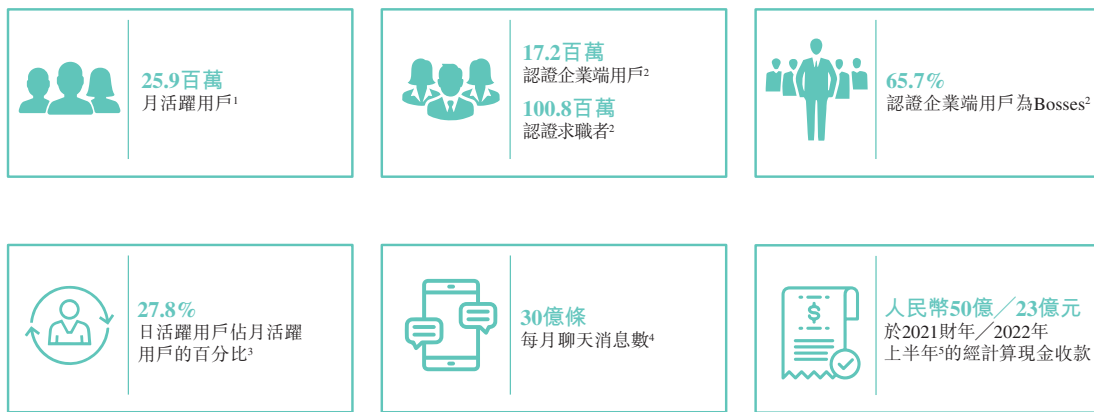 25.9百萬
月活躍用戶¹
17.2百萬
認證企業端用戶²
100.8百萬
認證求職者²
65.7%
認證企業端用戶為Bosses²
27.8%
日活躍用戶佔月活躍
用戶的百分比³
30億條
每月聊天消息數⁴
人民幣50億╱23億元
於2021財年╱2022年
上半年⁵的經計算現金收款
$